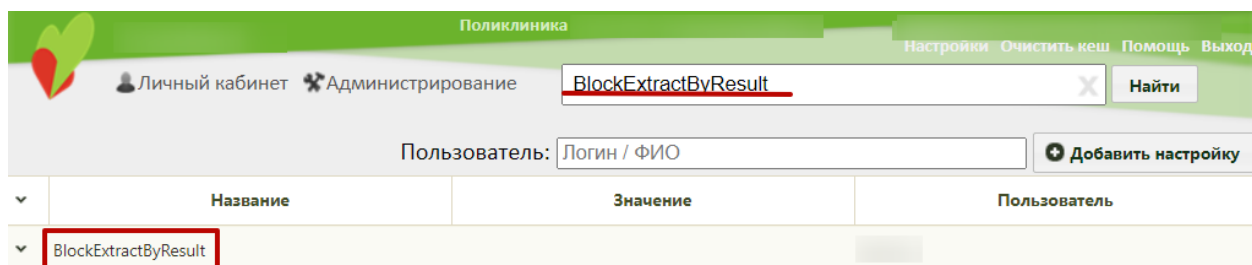 Поликлиника
Настройки Очистить кеш Помощь Выход
Личный кабинет Администрирование BlockExtractByResult X Найти
Пользователь: Логин / ФИО Добавить настройку
Название Значение Пользователь
BlockExtractByResult